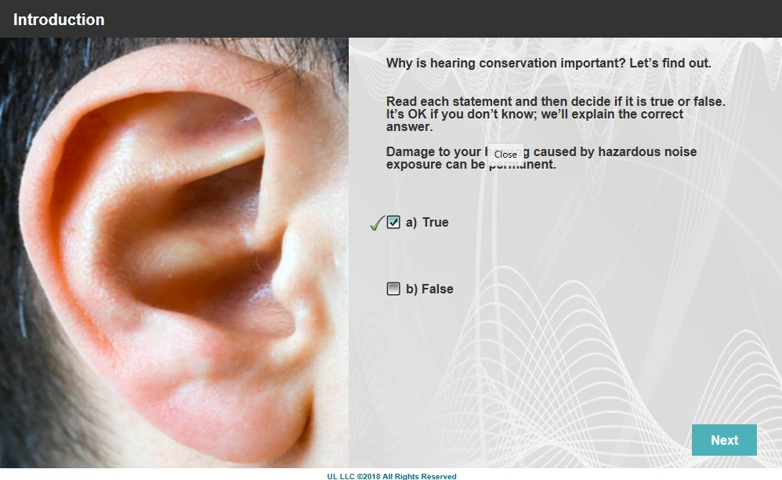 Introduction
Why is hearing conservation important? Let's find out.
Read each statement and then decide if it is true or false.
It's OK if you don't know; we'll explain the correct
answer.
Damage to your h Close g caused by hazardous noise
exposure can be permanent.
a) True
b) False
Next
UL LLC ©2018 All Rights Reserved